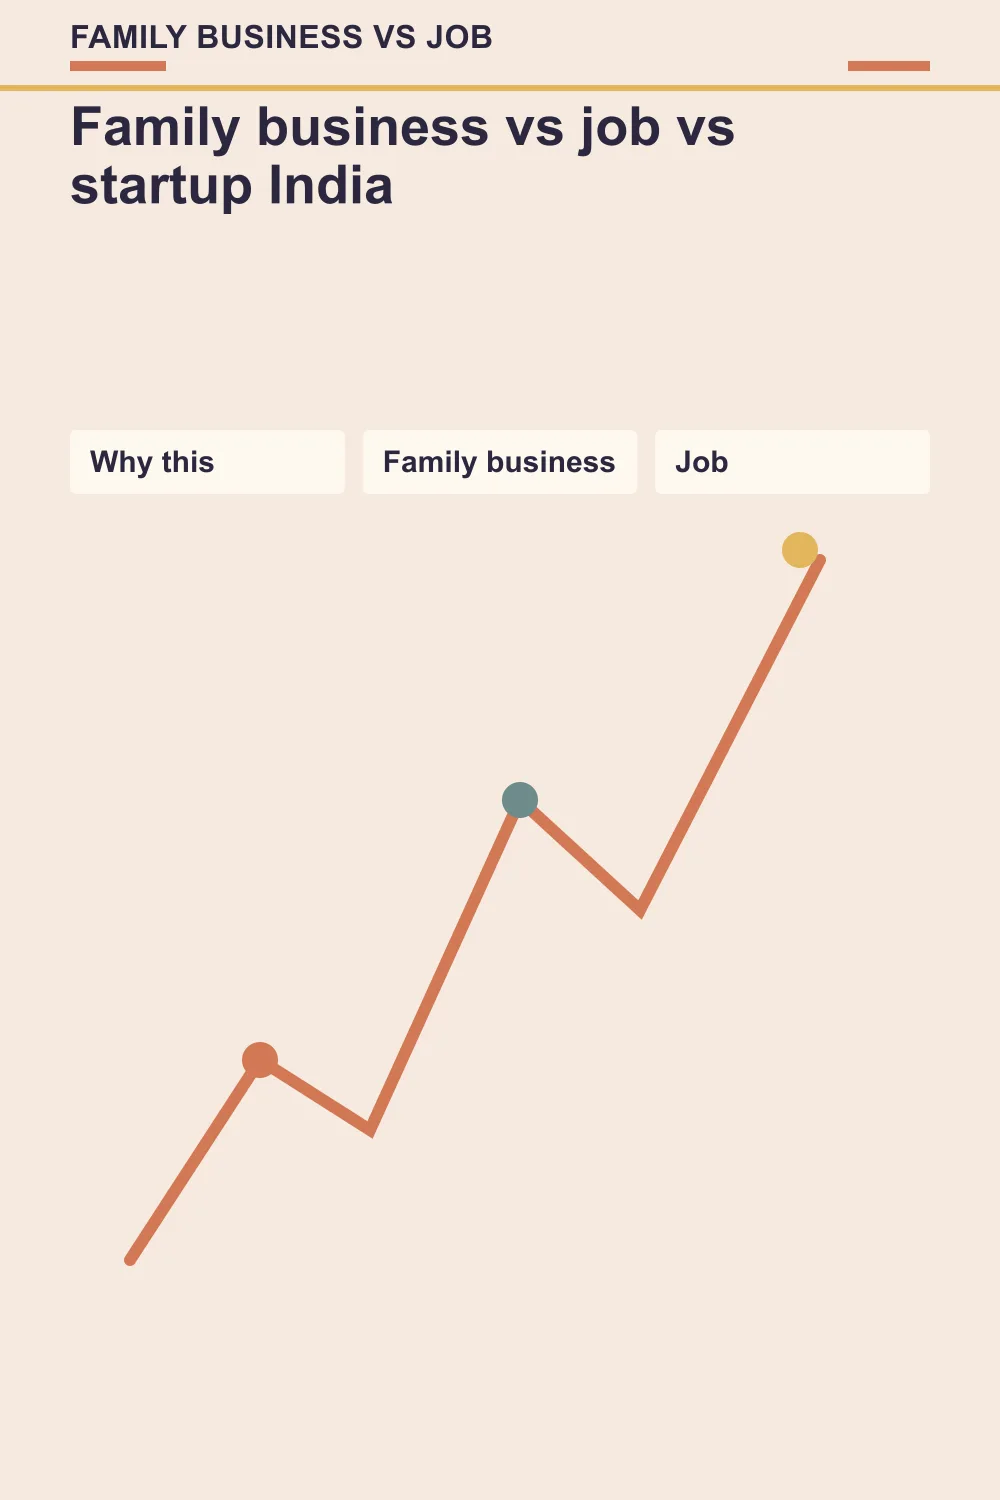 FAMILY BUSINESS VS JOB
Family business vs job vs
startup India
Why this
Family business
Job